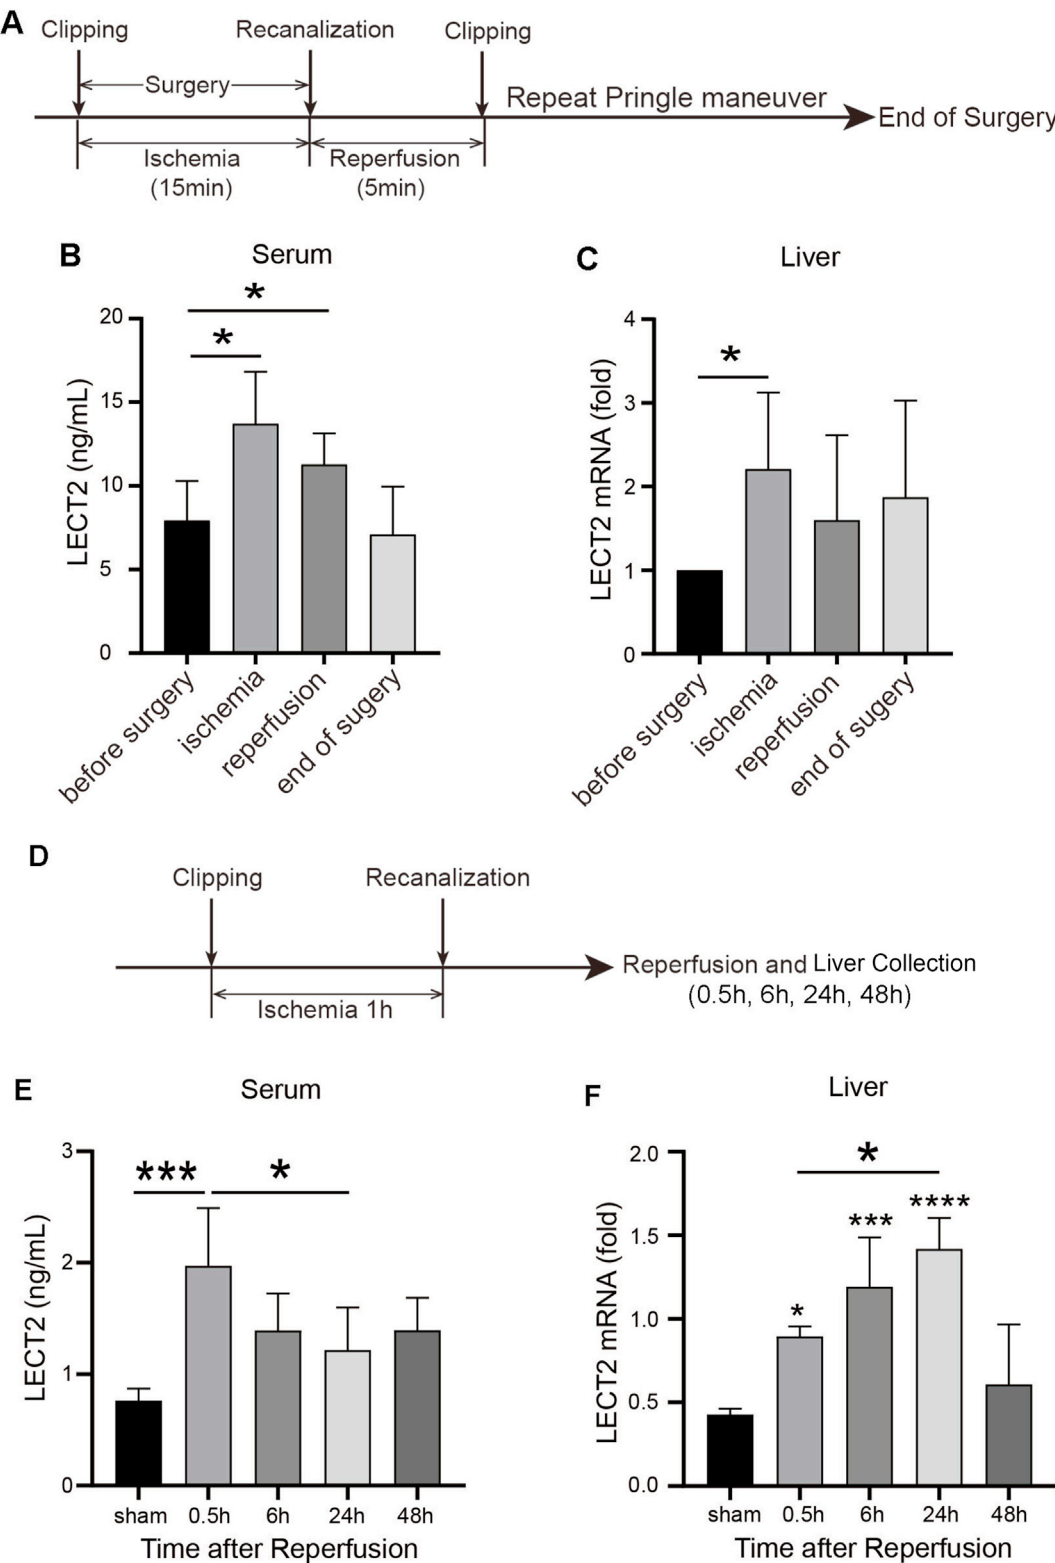 A
Clipping
Recanalization
Clipping
Surgery
Repeat Pringle maneuver
End of Surgery
Ischemia
(15min)
Reperfusion
(5min)
B
Serum
*
*
LECT2 (ng/mL)
20
15
10
5
0
before surgery
ischemia
reperfusion
end of sugery
C
Liver
*
LECT2 mRNA (fold)
4
3
2
1
0
before surgery
ischemia
reperfusion
end of sugery
D
Clipping
Recanalization
Ischemia 1h
Reperfusion and Liver Collection
(0.5h, 6h, 24h, 48h)
E
Serum
***
*
LECT2 (ng/mL)
3
2
1
0
sham
0.5h
6h
24h
48h
Time after Reperfusion
F
Liver
*
*
***
****
LECT2 mRNA (fold)
2.0
1.5
1.0
0.5
0.0
sham
0.5h
6h
24h
48h
Time after Reperfusion